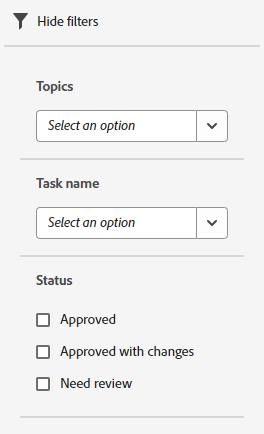 Hide filters
Topics
Select an option
Task name
Select an option
Status
Approved
Approved with changes
Need review